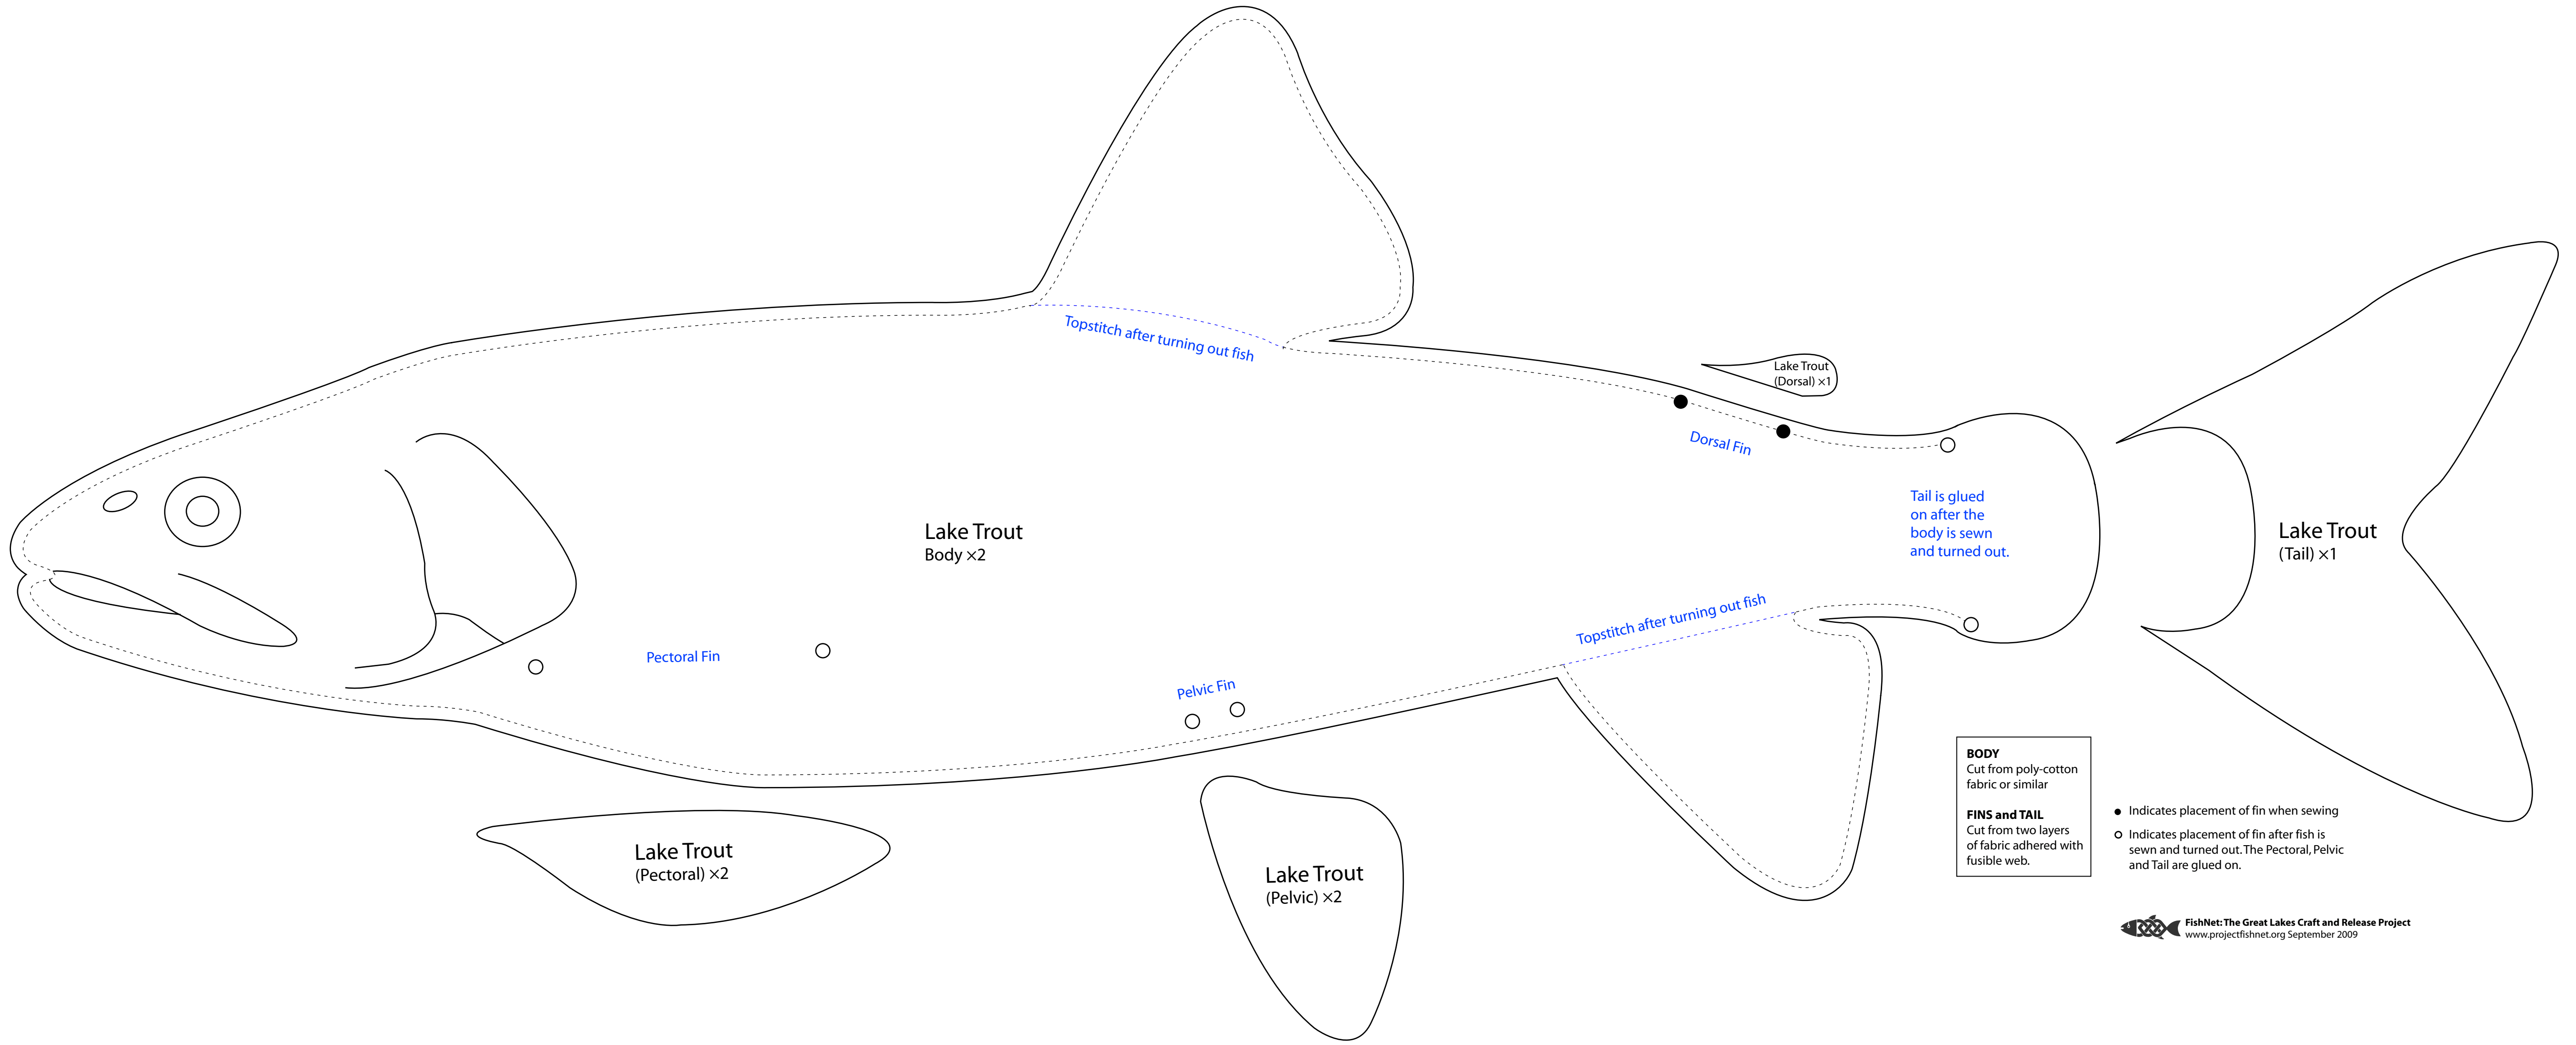 Topstitch after turning out fish
Lake Trout
(Dorsal) ×1
Dorsal Fin
Tail is glued
on after the
body is sewn
and turned out.
Lake Trout
Body ×2
Lake Trout
(Tail) ×1
Topstitch after turning out fish
Pectoral Fin
Pelvic Fin
Lake Trout
(Pectoral) ×2
Lake Trout
(Pelvic) ×2
BODY
Cut from poly-cotton
fabric or similar
FINS and TAIL
Cut from two layers
of fabric adhered with
fusible web.
Indicates placement of fin when sewing
Indicates placement of fin after fish is
sewn and turned out. The Pectoral, Pelvic
and Tail are glued on.
FishNet: The Great Lakes Craft and Release Project
www.projectfishnet.org September 2009